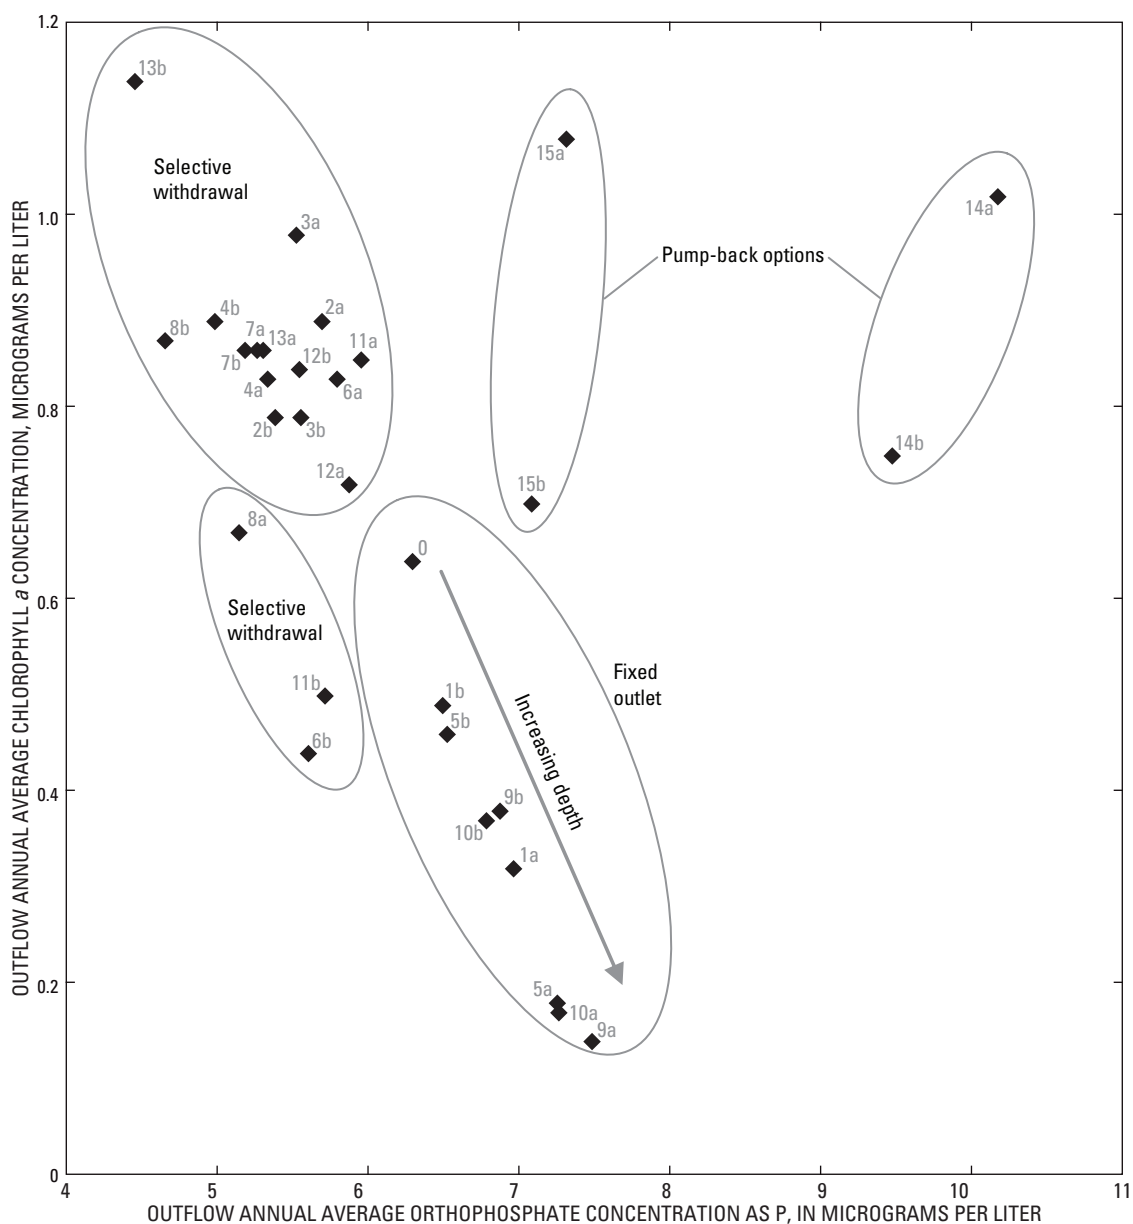 1.2
13b
Selective
withdrawal
15a
1.0
3a
14a
Pump-back options
4b
2a
8b
7a
13a
11a
7b
12b
4a
6a
0.8
2b
3b
14b
12a
15b
8a
0
0.6
Selective
withdrawal
Fixed
outlet
11b
1b
5b
Increasing depth
6b
0.4
9b
10b
1a
0.2
5a
10a
9a
0
4
5
6
7
8
9
10
11
OUTFLOW ANNUAL AVERAGE CHLOROPHYLL a CONCENTRATION, MICROGRAMS PER LITER
OUTFLOW ANNUAL AVERAGE ORTHOPHOSPHATE CONCENTRATION AS P, IN MICROGRAMS PER LITER